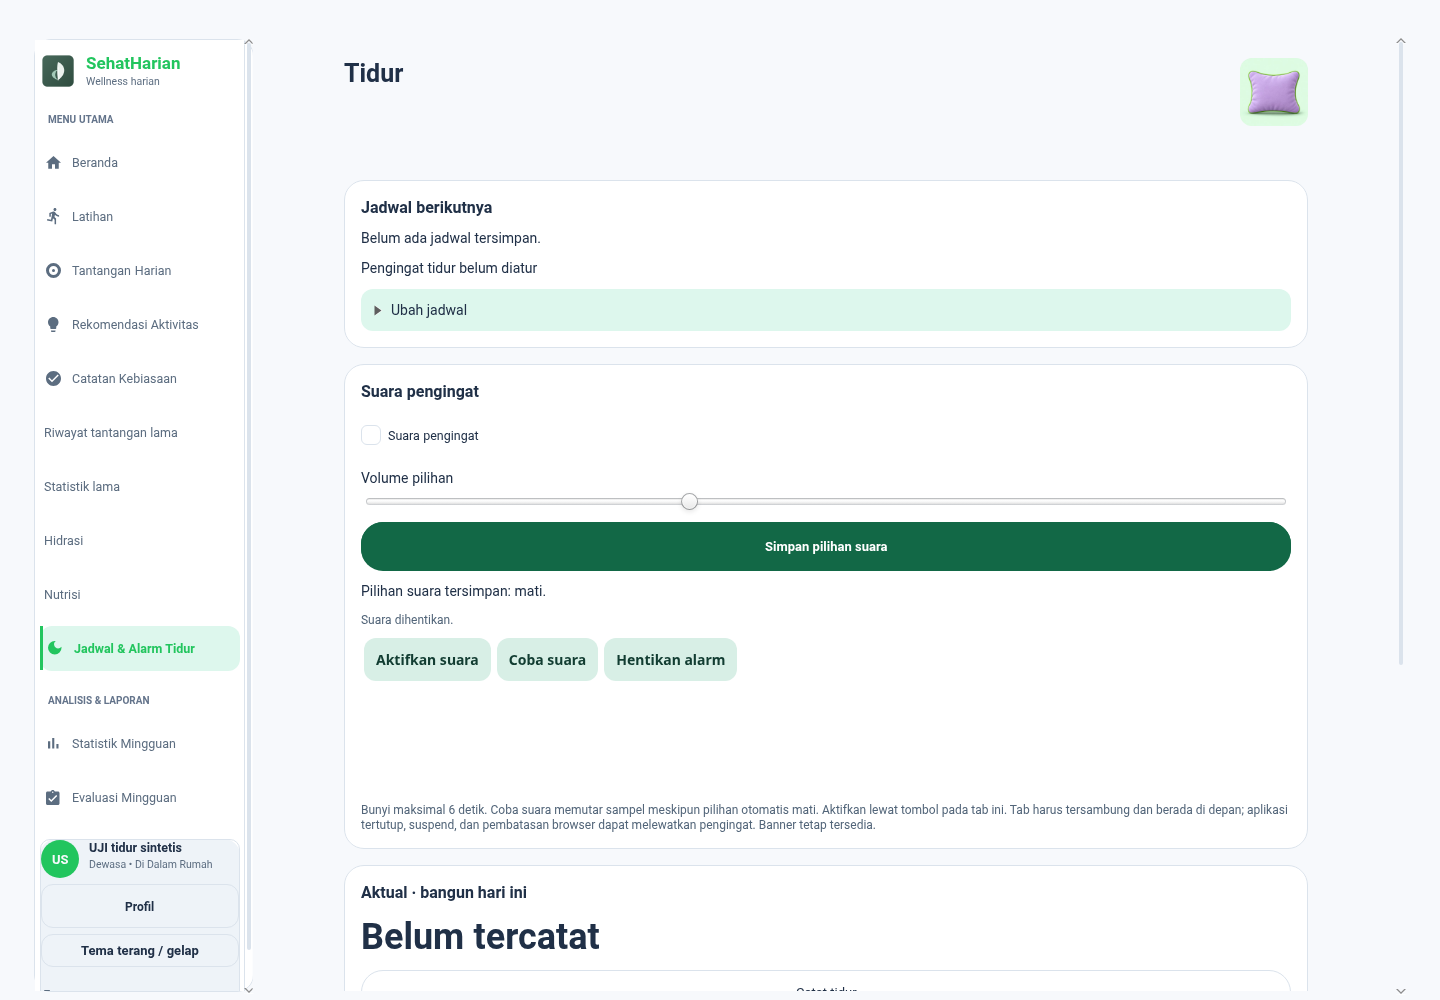 SehatHarian
Wellness harian
MENU UTAMA
Beranda
Latihan
Tantangan Harian
Rekomendasi Aktivitas
Catatan Kebiasaan
Riwayat tantangan lama
Statistik lama
Hidrasi
Nutrisi
Jadwal & Alarm Tidur
ANALISIS & LAPORAN
Statistik Mingguan
Evaluasi Mingguan
US
UJI tidur sintetis
Dewasa • Di Dalam Rumah
Profil
Tema terang / gelap
Tidur
Jadwal berikutnya
Belum ada jadwal tersimpan.
Pengingat tidur belum diatur
Ubah jadwal
Suara pengingat
Suara pengingat
Volume pilihan
Simpan pilihan suara
Pilihan suara tersimpan: mati.
Suara dihentikan.
Aktifkan suara
Coba suara
Hentikan alarm
Bunyi maksimal 6 detik. Coba suara memutar sampel meskipun pilihan otomatis mati. Aktifkan lewat tombol pada tab ini. Tab harus tersambung dan berada di depan; aplikasi
tertutup, suspend, dan pembatasan browser dapat melewatkan pengingat. Banner tetap tersedia.
Aktual · bangun hari ini
Belum tercatat
Catat tidur